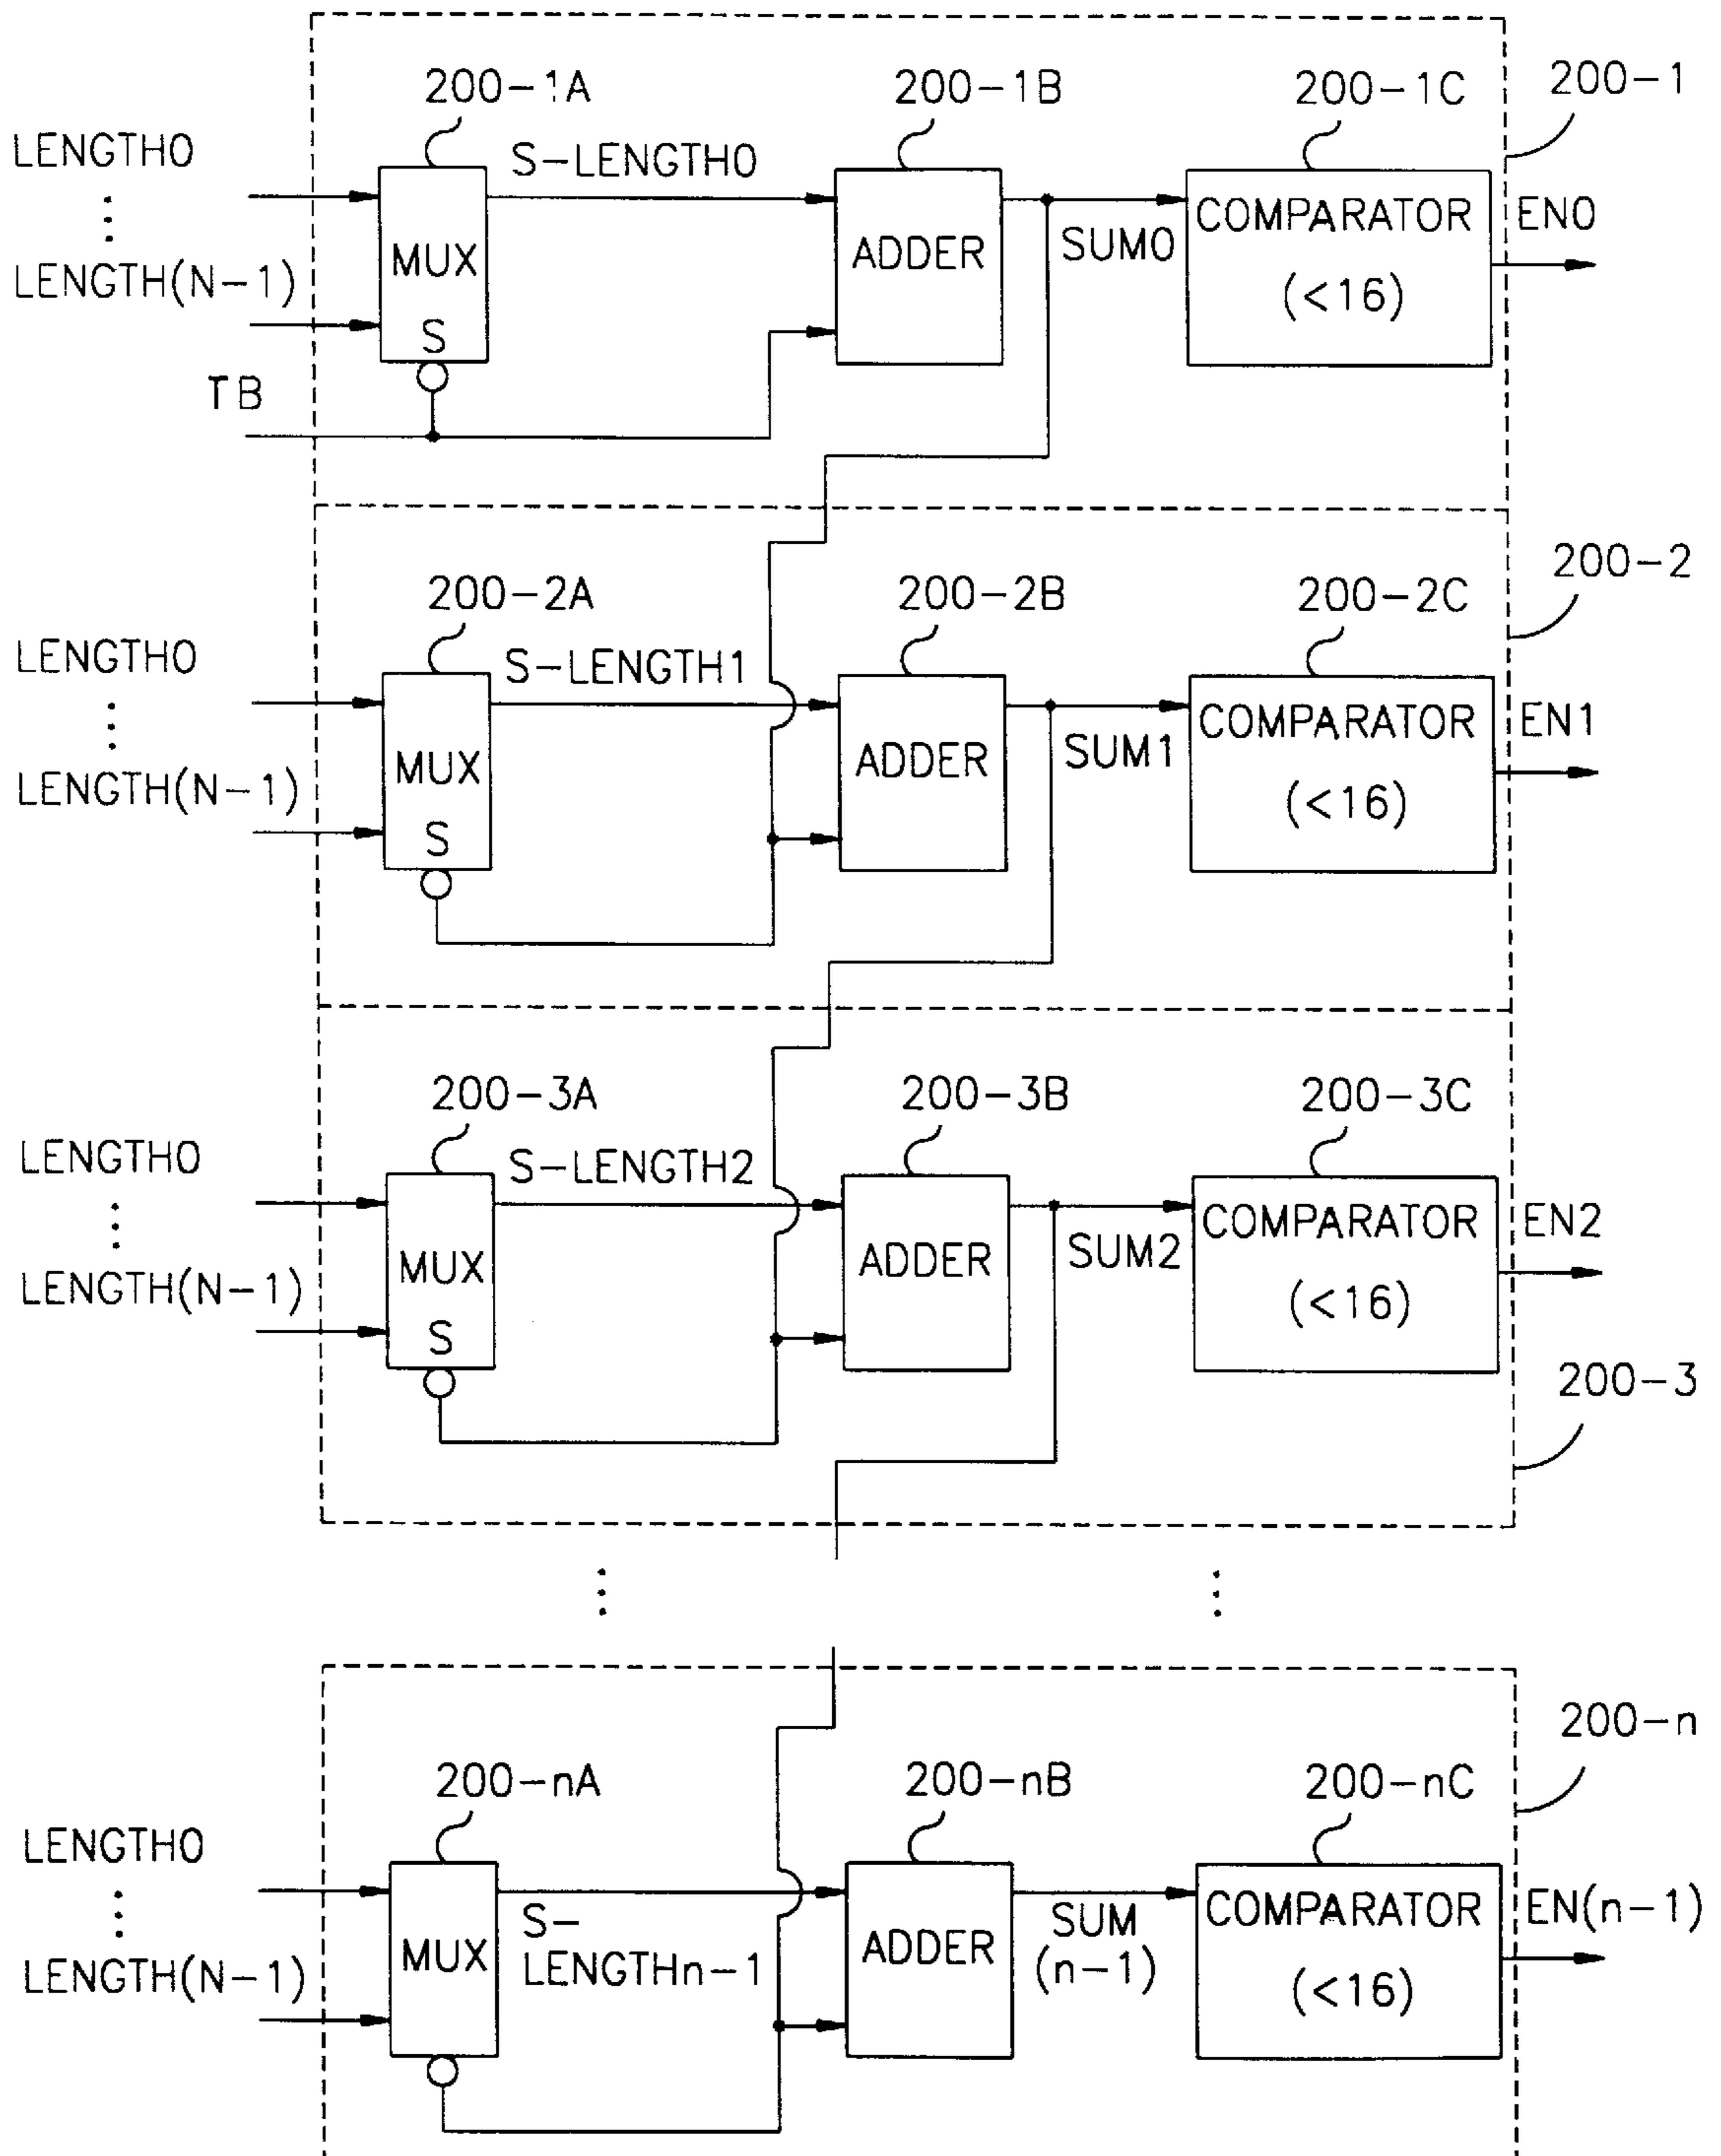 200-1A
200-1B
200-1C
200-1
LENGTH0
S-LENGTH0
MUX
S
ADDER
SUM0
COMPARATOR
(<16)
EN0
LENGTH(N-1)
TB
200-2A
200-2B
200-2C
200-2
LENGTH0
S-LENGTH1
MUX
S
ADDER
SUM1
COMPARATOR
(<16)
EN1
LENGTH(N-1)
200-3A
200-3B
200-3C
200-3
LENGTH0
S-LENGTH2
MUX
S
ADDER
SUM2
COMPARATOR
(<16)
EN2
LENGTH(N-1)
200-nA
200-nB
200-nC
200-n
LENGTH0
S-
LENGTHn-1
MUX
ADDER
SUM
(n-1)
COMPARATOR
(<16)
EN(n-1)
LENGTH(N-1)